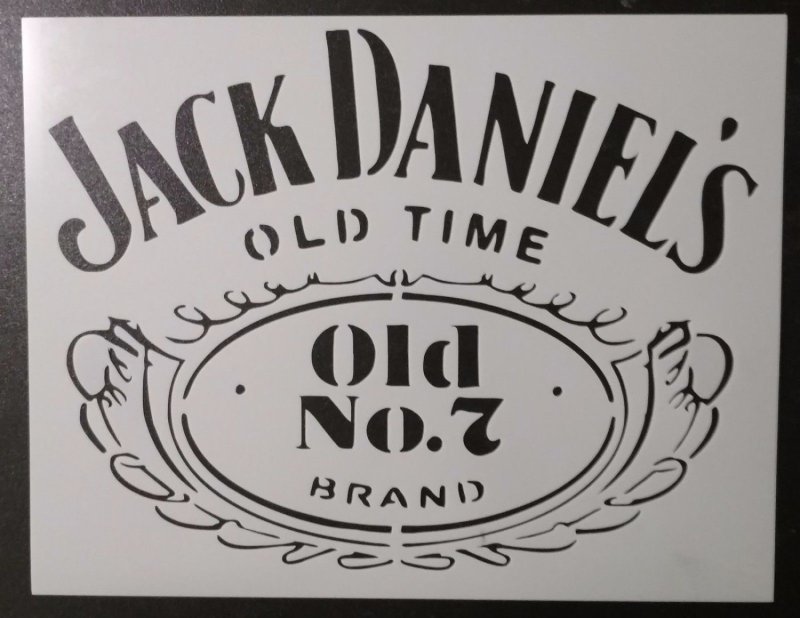 JACK DANIEL'S
OLD TIME
Old
No.7
BRAND